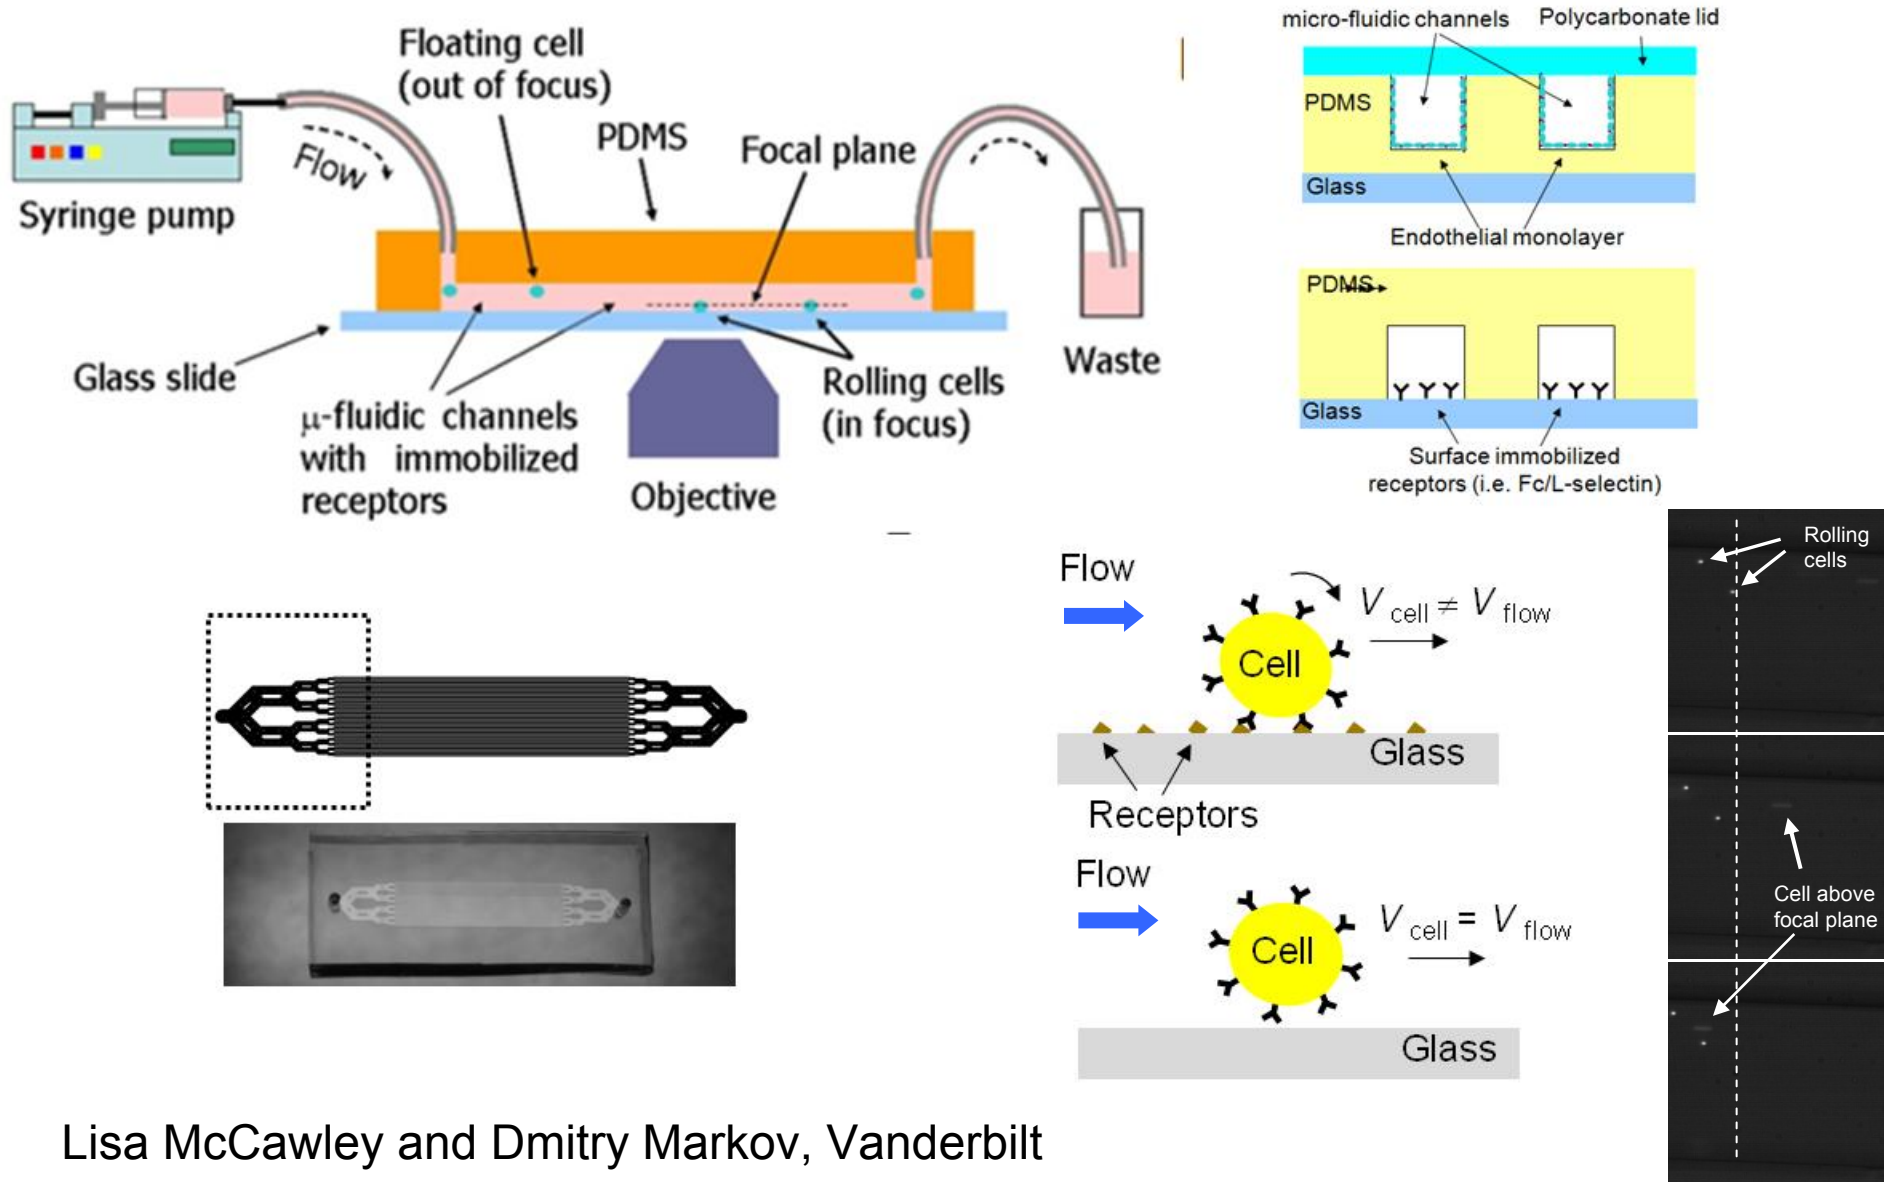 Floating cell
(out of focus)
PDMS
Focal plane
Flow
Syringe pump
Glass slide
μ-fluidic channels
with immobilized
receptors
Objective
Rolling cells
(in focus)
Waste
micro-fluidic channels
Polycarbonate lid
PDMS
Glass
Endothelial monolayer
PDMS
Glass
Surface immobilized
receptors (i.e. Fc/L-selectin)
Flow
V cell ≠ V flow
Cell
Glass
Receptors
Flow
V cell = V flow
Cell
Glass
Rolling
cells
Cell above
focal plane
Lisa McCawley and Dmitry Markov, Vanderbilt